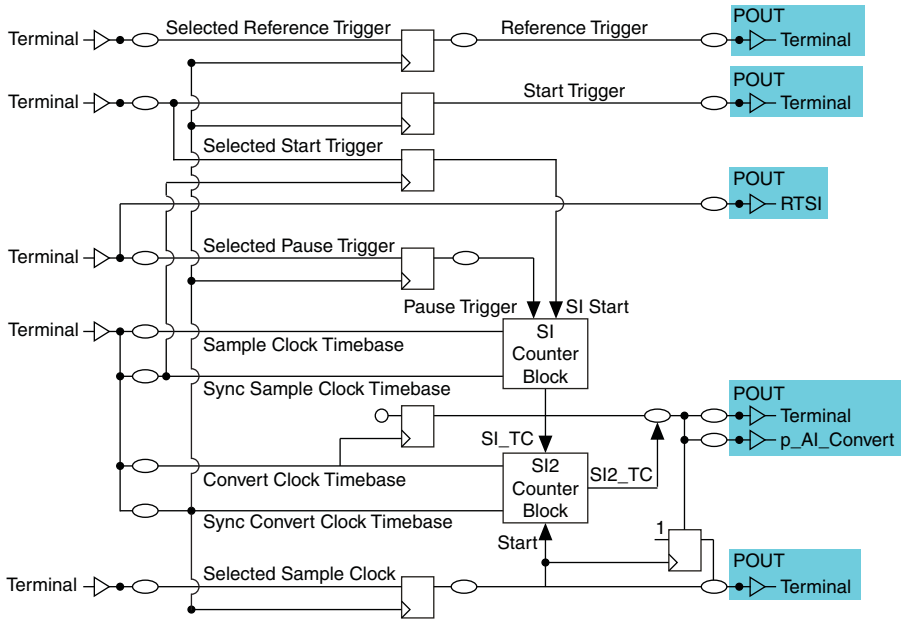 Terminal
Selected Reference Trigger
Reference Trigger
POUT
Terminal
Terminal
Start Trigger
POUT
Terminal
Selected Start Trigger
POUT
RTSI
Terminal
Selected Pause Trigger
Pause Trigger
SI Start
Terminal
Sample Clock Timebase
SI
Counter
Block
Sync Sample Clock Timebase
POUT
Terminal
p_AI_Convert
SI_TC
Convert Clock Timebase
SI2
Counter
Block
SI2_TC
Sync Convert Clock Timebase
Start
1
Terminal
Selected Sample Clock
POUT
Terminal